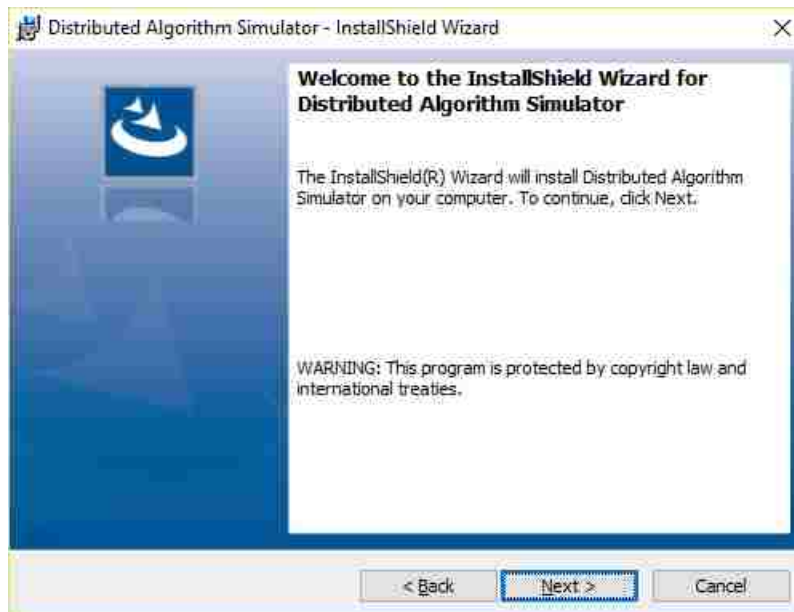 Distributed Algorithm Simulator - InstallShield Wizard
Welcome to the InstallShield Wizard for
Distributed Algorithm Simulator
The InstallShield(R) Wizard will install Distributed Algorithm
Simulator on your computer. To continue, click Next.
WARNING: This program is protected by copyright law and
international treaties.
< Back
Next >
Cancel